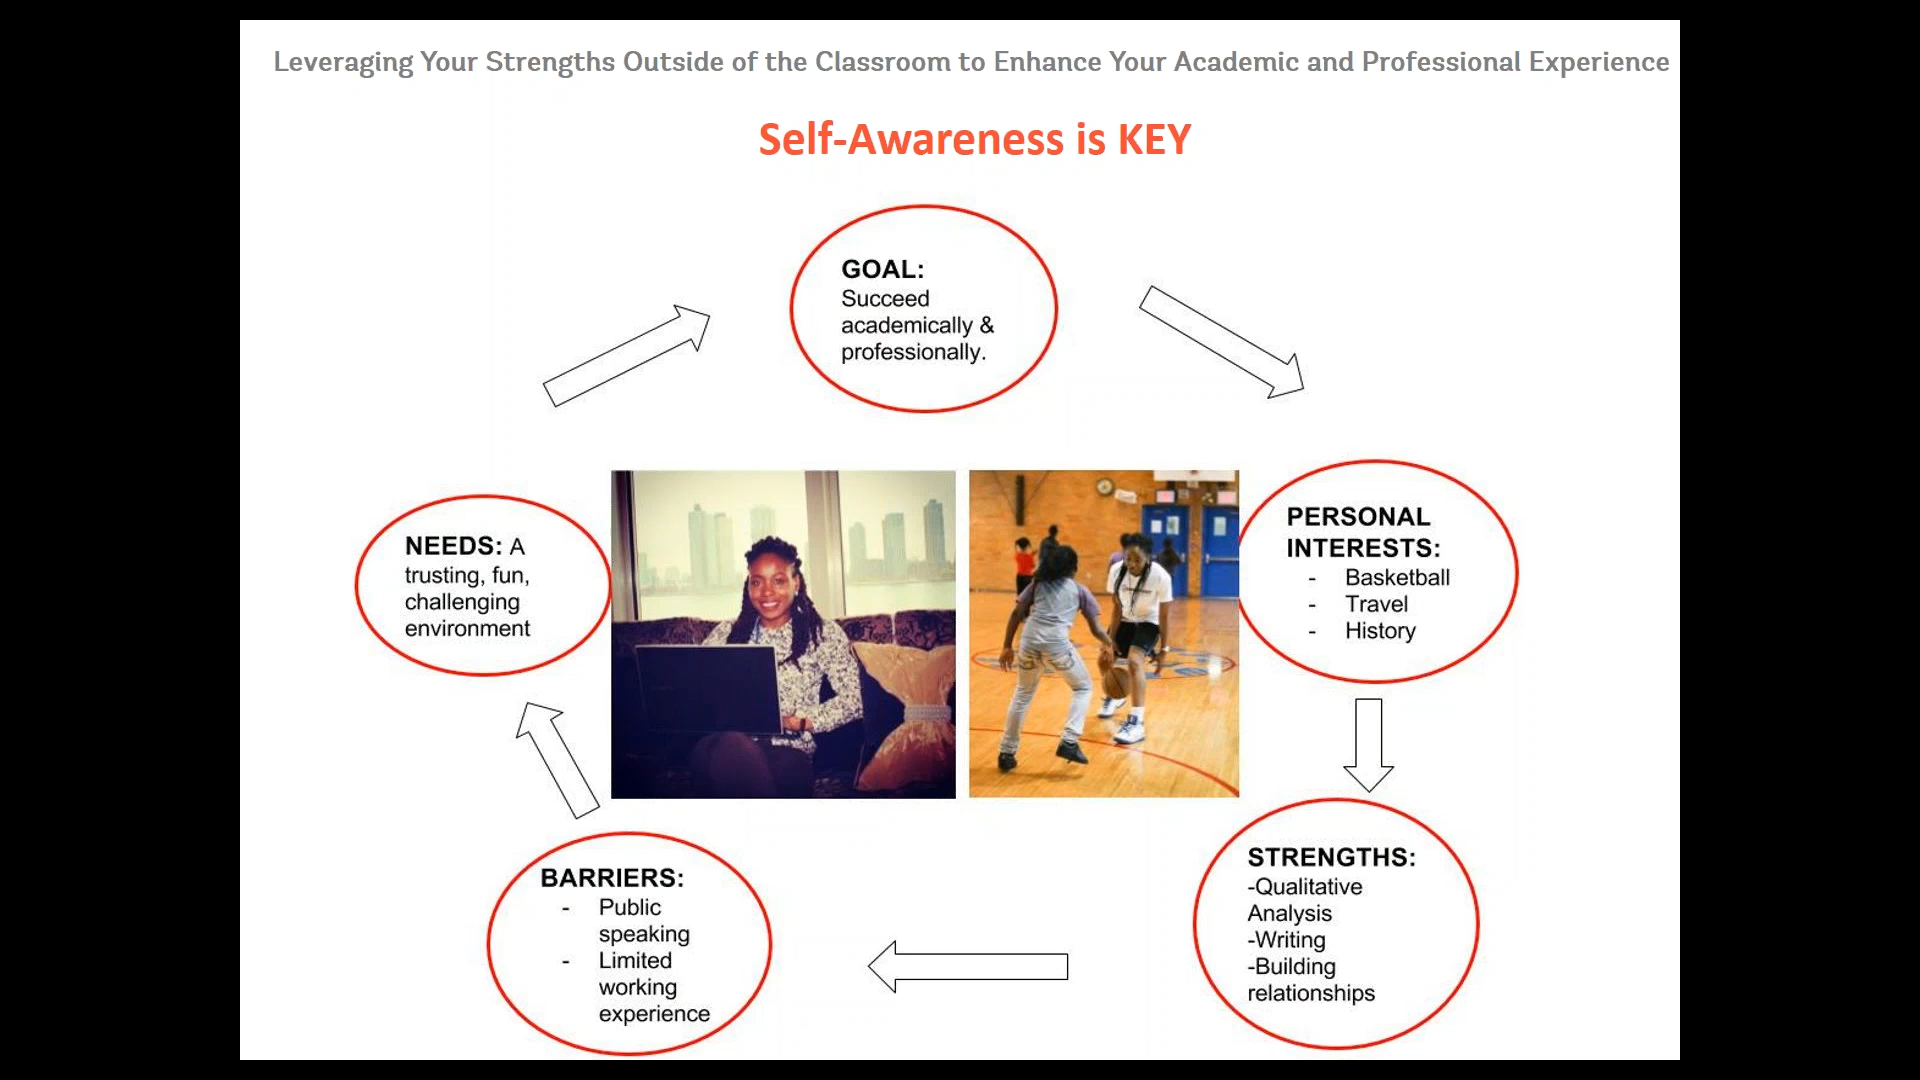 Leveraging Your Strengths Outside of the Classroom to Enhance Your Academic and Professional Experience
Self-Awareness is KEY
GOAL:
Succeed
academically &
professionally.
PERSONAL
INTERESTS:
- Basketball
- Travel
- History
STRENGTHS:
-Qualitative
Analysis
-Writing
-Building
relationships
BARRIERS:
- Public
speaking
- Limited
working
experience
NEEDS: A
trusting, fun,
challenging
environment